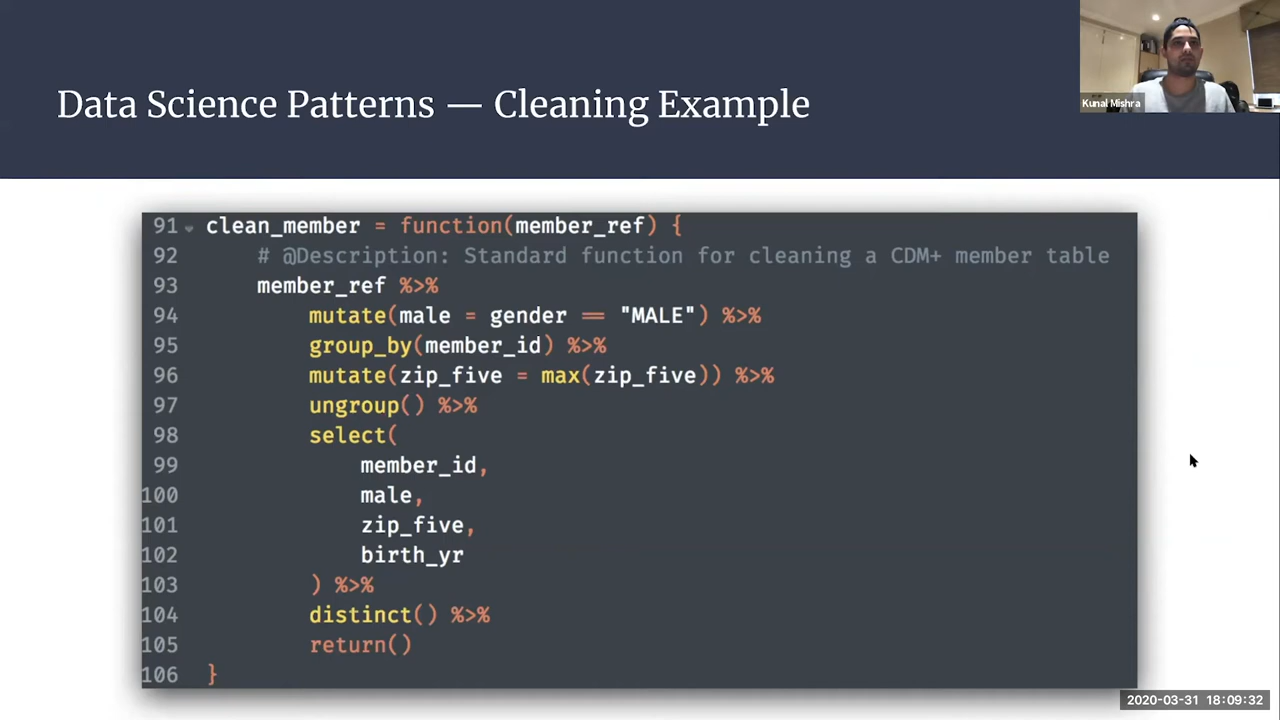 Data Science Patterns — Cleaning Example
Kunal Mishra
91 clean_member = function(member_ref) {
92     # @Description: Standard function for cleaning a CDM+ member table
93     member_ref %>%
94         mutate(male = gender == "MALE") %>%
95         group_by(member_id) %>%
96         mutate(zip_five = max(zip_five)) %>%
97         ungroup() %>%
98         select(
99             member_id,
100             male,
101             zip_five,
102             birth_yr
103         ) %>%
104         distinct() %>%
105         return()
106 }
2020-03-31 18:09:32